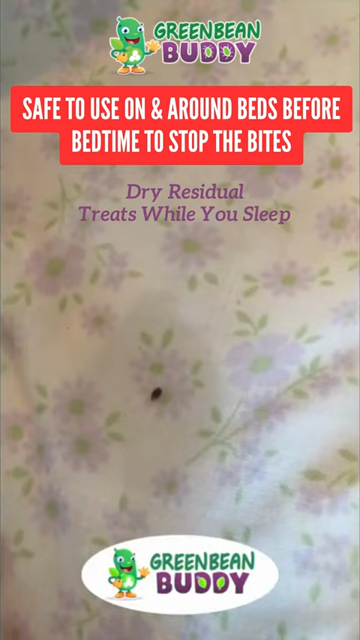 GREENBEAN
BUDDY
SAFE TO USE ON & AROUND BEDS BEFORE
BEDTIME TO STOP THE BITES
Dry Residual
Treats While You Sleep
GREENBEAN
BUDDY